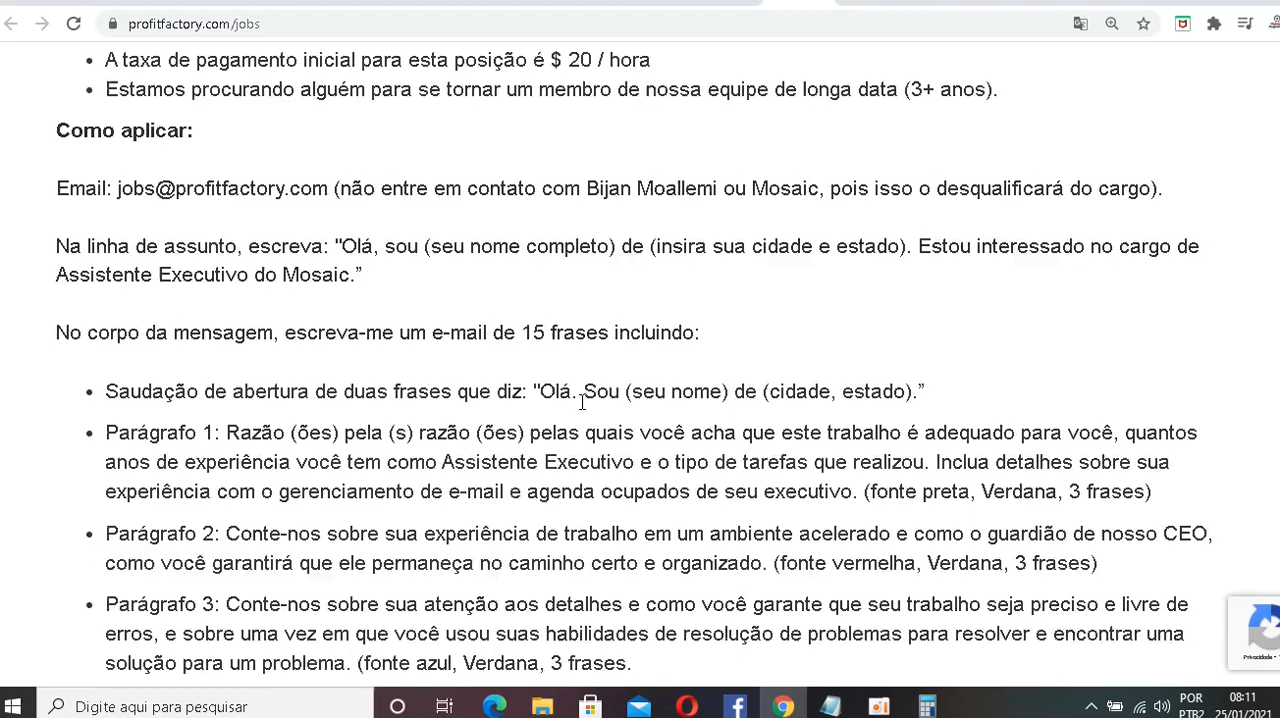 profitfactory.com/jobs
• A taxa de pagamento inicial para esta posição é $ 20 / hora
• Estamos procurando alguém para se tornar um membro de nossa equipe de longa data (3+ anos).
Como aplicar:
Email: jobs@profitfactory.com (não entre em contato com Bijan Moallemi ou Mosaic, pois isso o desqualificará do cargo).
Na linha de assunto, escreva: "Olá, sou (seu nome completo) de (insira sua cidade e estado). Estou interessado no cargo de
Assistente Executivo do Mosaic.”
No corpo da mensagem, escreva-me um e-mail de 15 frases incluindo:
• Saudação de abertura de duas frases que diz: "Olá. Sou (seu nome) de (cidade, estado).”
• Parágrafo 1: Razão (ões) pela (s) razão (ões) pelas quais você acha que este trabalho é adequado para você, quantos
anos de experiência você tem como Assistente Executivo e o tipo de tarefas que realizou. Inclua detalhes sobre sua
experiência com o gerenciamento de e-mail e agenda ocupados de seu executivo. (fonte preta, Verdana, 3 frases)
• Parágrafo 2: Conte-nos sobre sua experiência de trabalho em um ambiente acelerado e como o guardião de nosso CEO,
como você garantirá que ele permaneça no caminho certo e organizado. (fonte vermelha, Verdana, 3 frases)
• Parágrafo 3: Conte-nos sobre sua atenção aos detalhes e como você garante que seu trabalho seja preciso e livre de
erros, e sobre uma vez em que você usou suas habilidades de resolução de problemas para resolver e encontrar uma
solução para um problema. (fonte azul, Verdana, 3 frases.
Digite aqui para pesquisar
POR
PTB2
08:11
25/01/2021